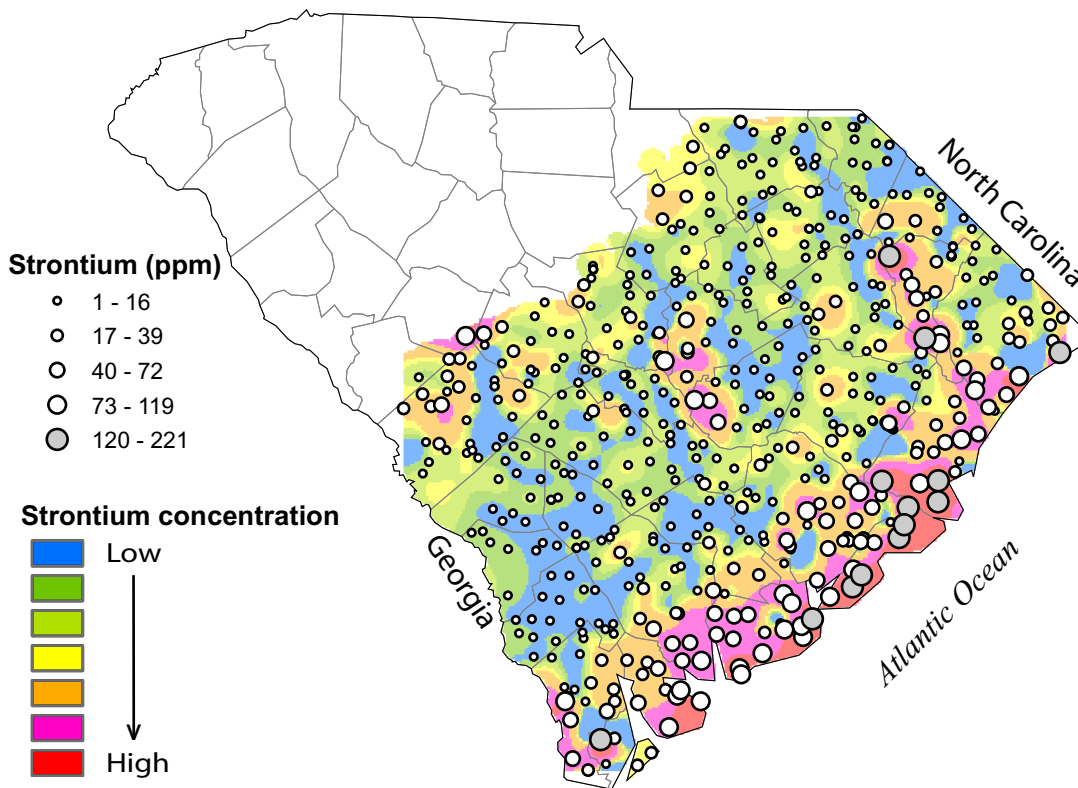 North Carolina
Strontium (ppm)
1 - 16
17 - 39
40 - 72
73 - 119
120 - 221
Strontium concentration
Low
High
Georgia
Atlantic Ocean